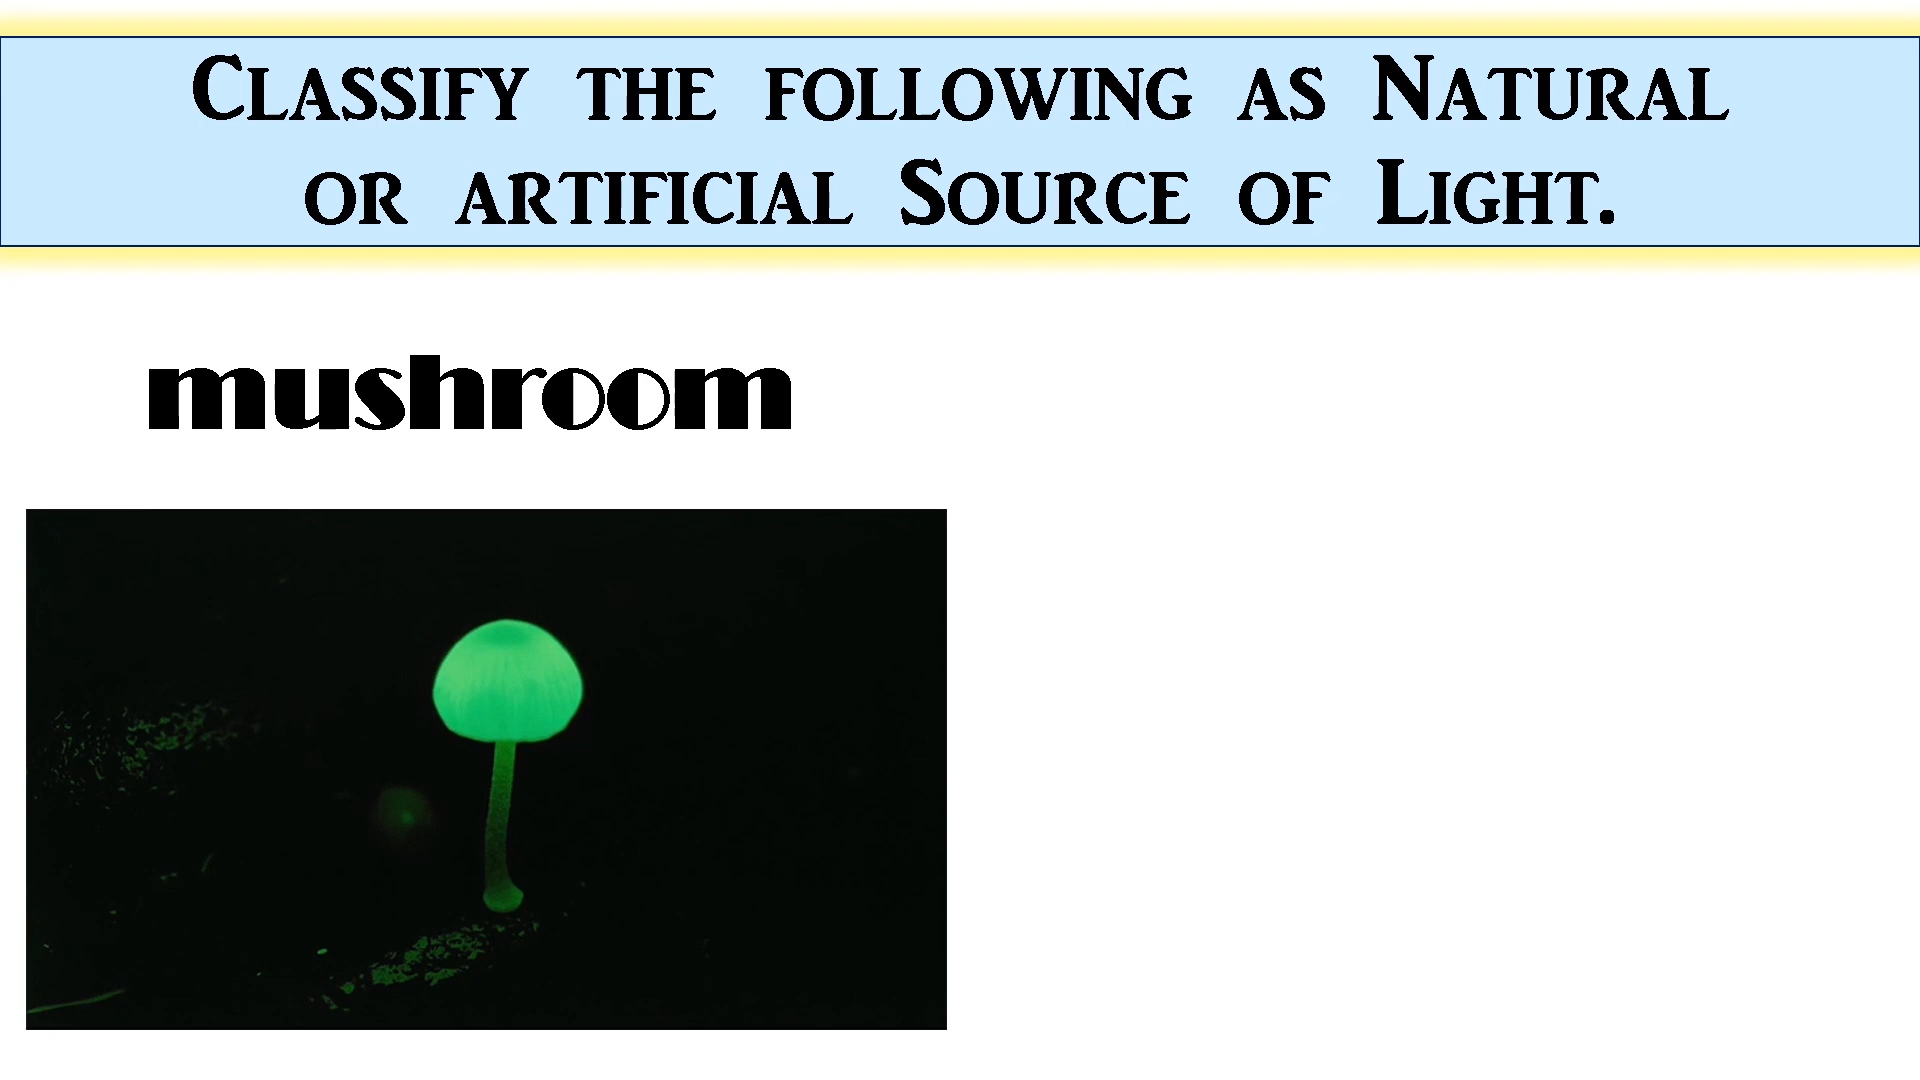 Classify the following as Natural
or artificial Source of Light.
mushroom